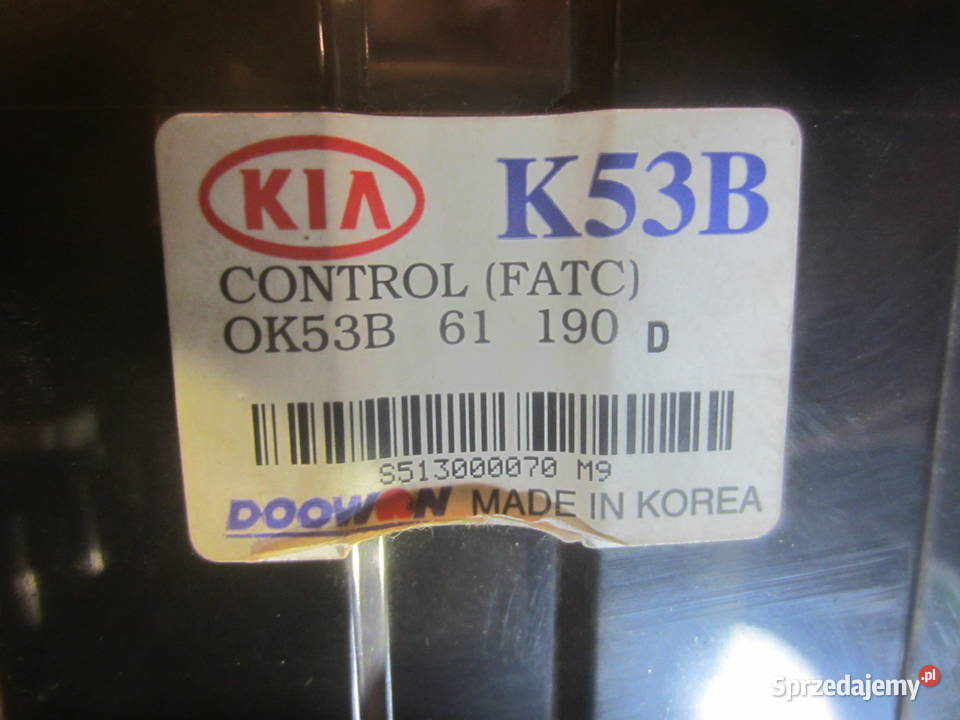 KIA K53B
CONTROL (FATC)
OK53B 61 190 D
S513000070 M9
DOOWON MADE IN KOREA
Sprzedajemy.pl